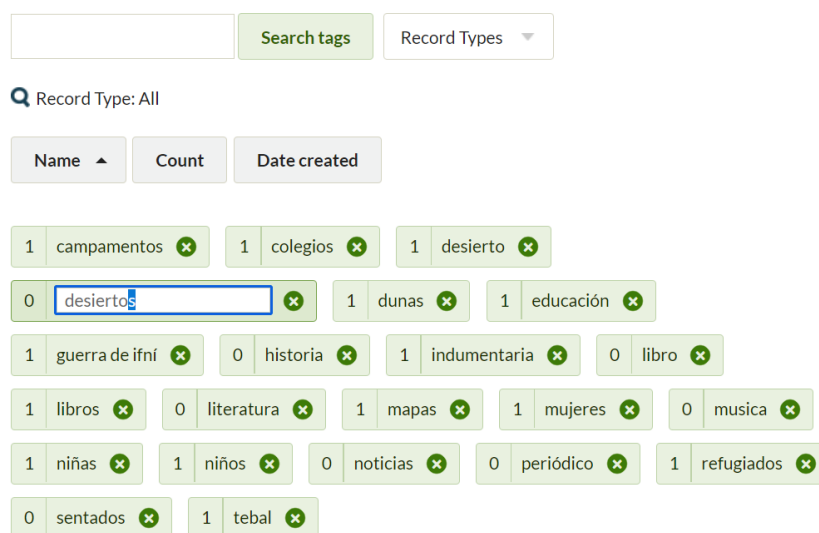 Search tags Record Types
Record Type: All
Name Count Date created
1 campamentos 1 colegios 1 desierto
0 desiertos 1 dunas 1 educación
1 guerra de ifní 0 historia 1 indumentaria 0 libro
1 libros 0 literatura 1 mapas 1 mujeres 0 musica
1 niñas 1 niños 0 noticias 0 periódico 1 refugiados
0 sentados 1 tebal